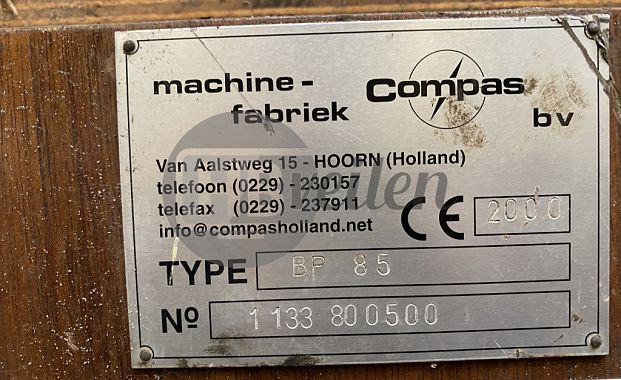 machine-
fabriek
Compas
bv
Van Aalstweg 15 - HOORN (Holland)
telefoon (0229) - 230157
telefax (0229) - 237911
info@compasholland.net
CE 2000
TYPE BP 85
Nº 1133 800500